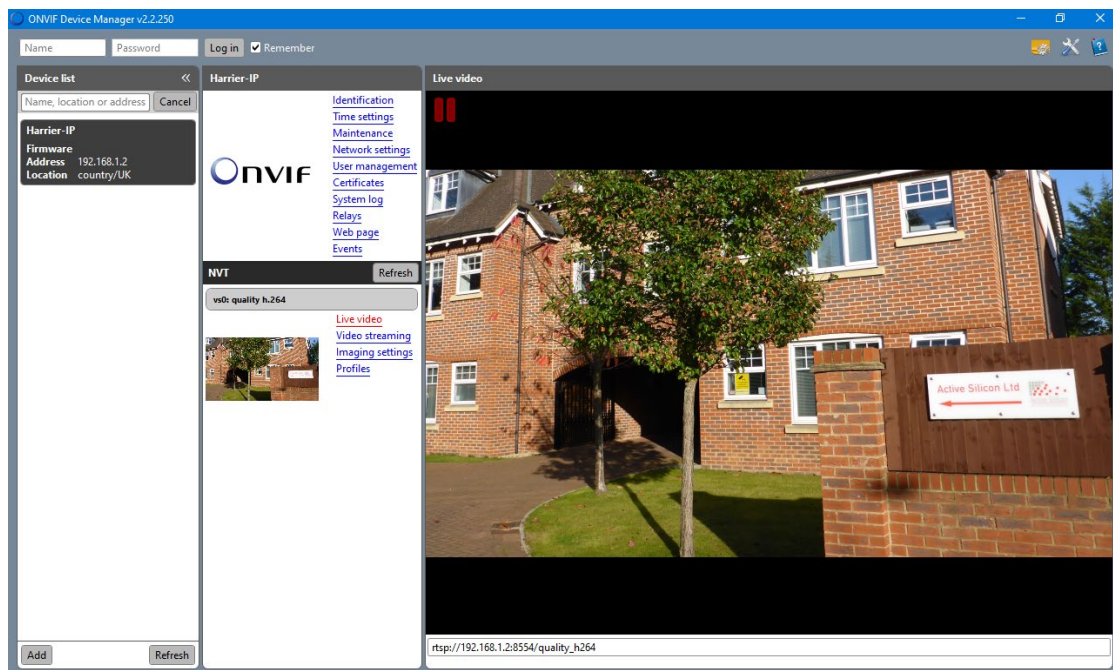 ONVIF Device Manager v2.2.250
Name
Password
Log in
Remember
Device list
Name, location or address
Cancel
Harrier-IP
Firmware
Address 192.168.1.2
Location country/UK
Add
Refresh
Harrier-IP
ONVIF
Identification
Time settings
Maintenance
Network settings
User management
Certificates
System log
Relays
Web page
Events
NVT
Refresh
vs0: quality h.264
Live video
Video streaming
Imaging settings
Profiles
Live video
Active Silicon Ltd
rtsp://192.168.1.2:8554/quality_h264